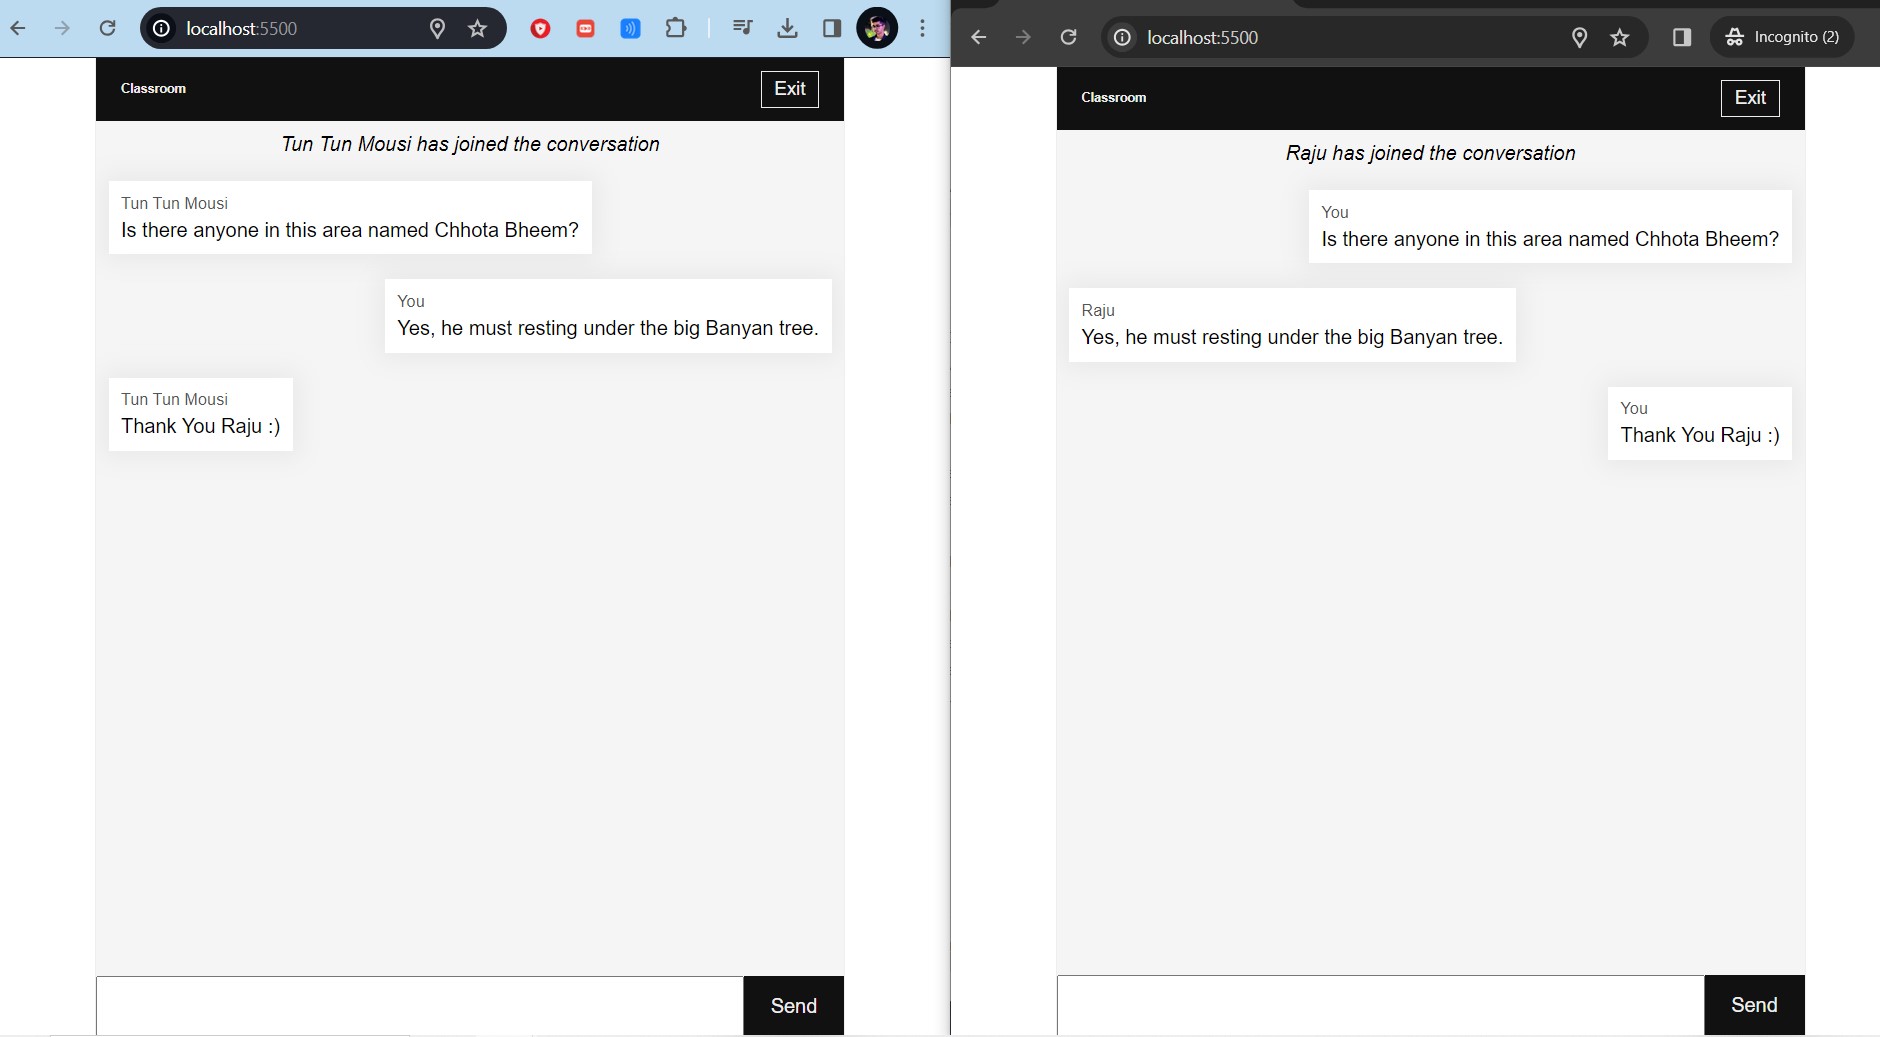 localhost:5500
Classroom
Exit
Tun Tun Mousi has joined the conversation
Tun Tun Mousi
Is there anyone in this area named Chhota Bheem?
You
Yes, he must resting under the big Banyan tree.
Tun Tun Mousi
Thank You Raju :)
Send
localhost:5500
Incognito (2)
Classroom
Exit
Raju has joined the conversation
You
Is there anyone in this area named Chhota Bheem?
Raju
Yes, he must resting under the big Banyan tree.
You
Thank You Raju :)
Send